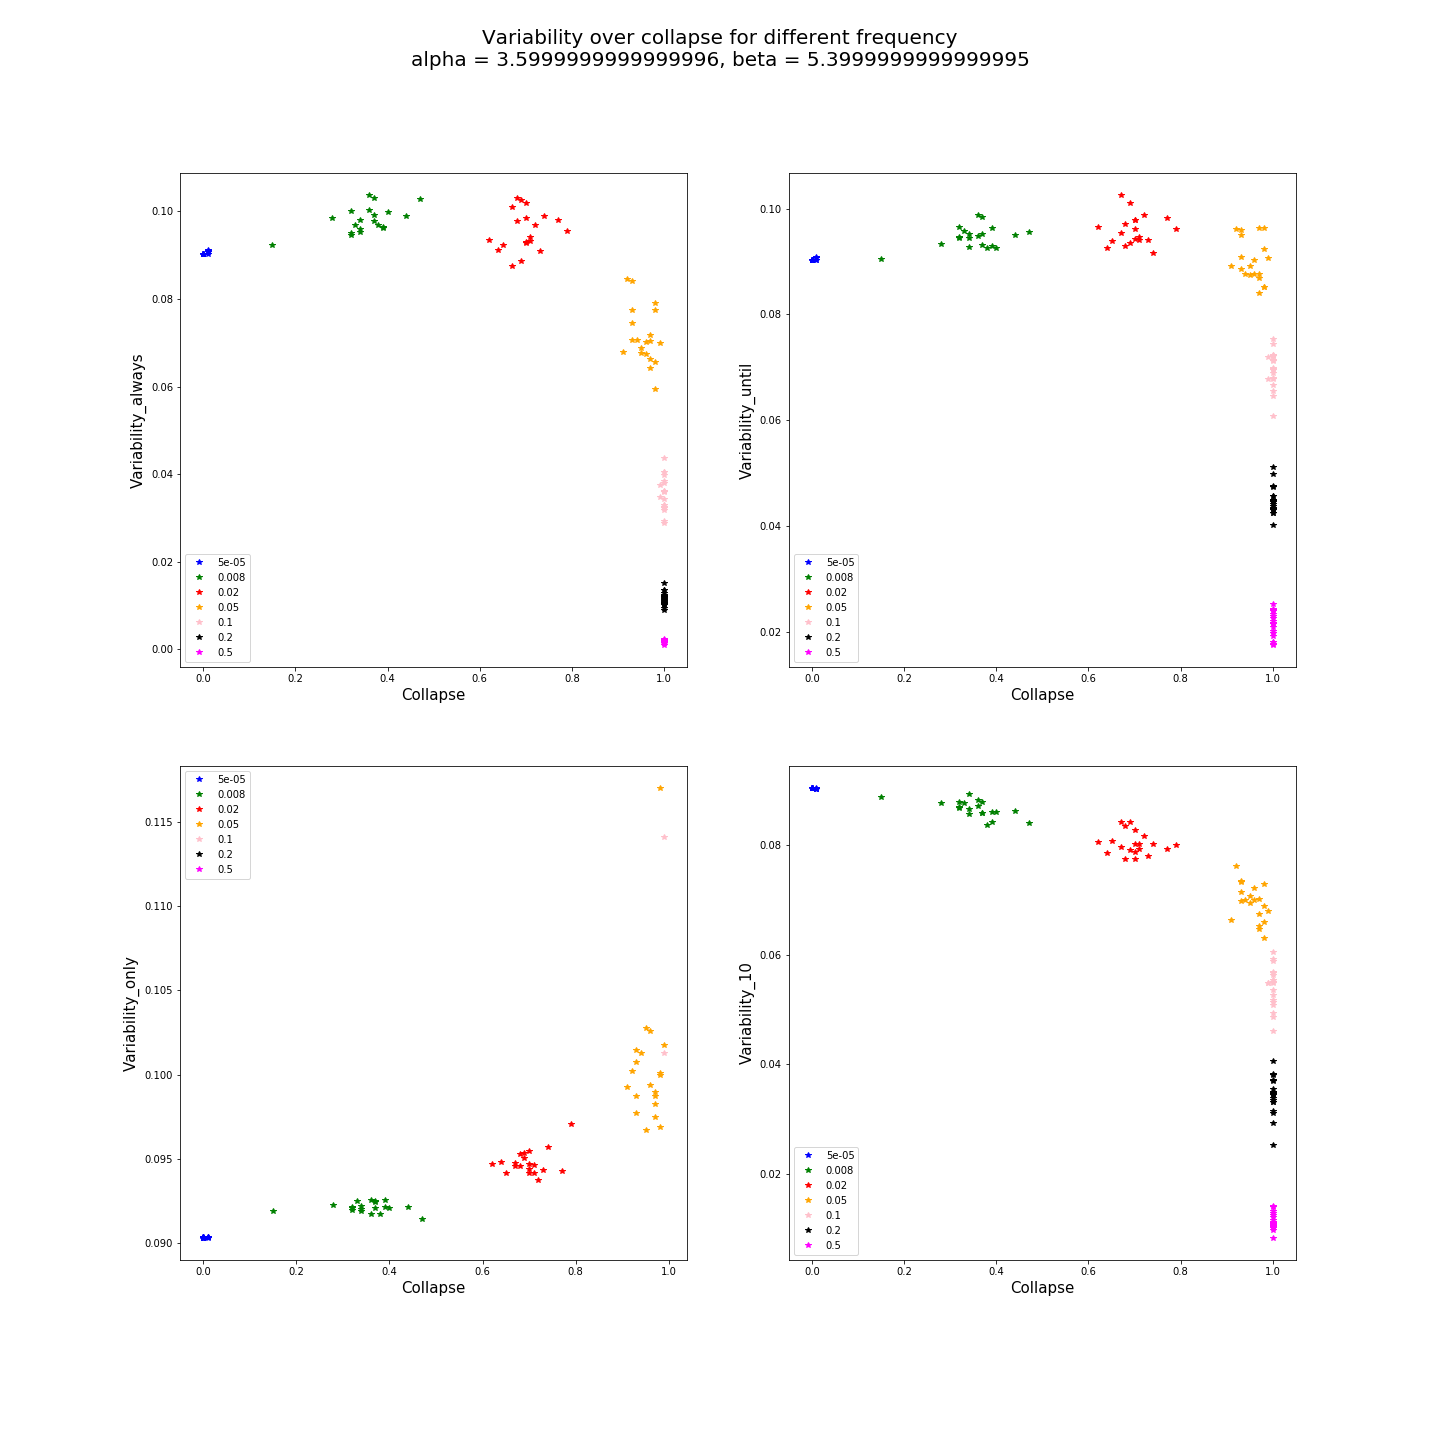 Variability over collapse for different frequency
alpha = 3.5999999999999996, beta = 5.3999999999999995
Variability_always
0.10
0.08
0.06
0.04
0.02
0.00
5e-05
0.008
0.02
0.05
0.1
0.2
0.5
0.0 0.2 0.4 0.6 0.8 1.0
Collapse
Variability_until
0.10
0.08
0.06
0.04
0.02
5e-05
0.008
0.02
0.05
0.1
0.2
0.5
0.0 0.2 0.4 0.6 0.8 1.0
Collapse
Variability_only
5e-05
0.008
0.02
0.05
0.1
0.2
0.5
0.115
0.110
0.105
0.100
0.095
0.090
0.0 0.2 0.4 0.6 0.8 1.0
Collapse
Variability_10
0.08
0.06
0.04
0.02
5e-05
0.008
0.02
0.05
0.1
0.2
0.5
0.0 0.2 0.4 0.6 0.8 1.0
Collapse